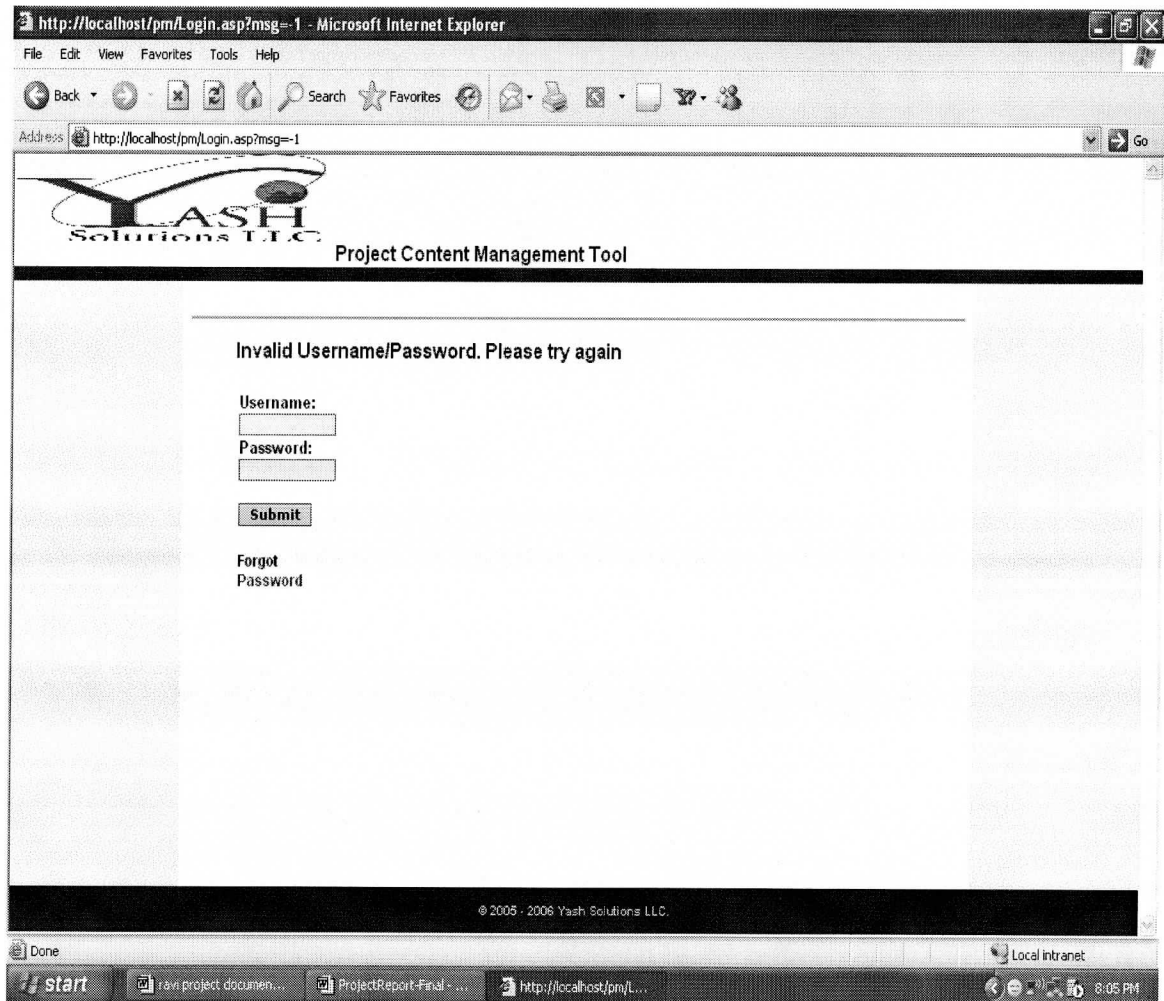 http://localhost/pm/Login.asp?msg=-1 - Microsoft Internet Explorer
File Edit View Favorites Tools Help
Back Search Favorites
Address http://localhost/pm/Login.asp?msg=-1 Go
YASH
Solutions LLC
Project Content Management Tool
Invalid Username/Password. Please try again
Username:
Password:
Submit
Forgot
Password
© 2005 - 2006 Yash Solutions LLC.
Done Local intranet
start ravi project documen... ProjectReport-Final - ... http://localhost/pm/L... 8:05 PM